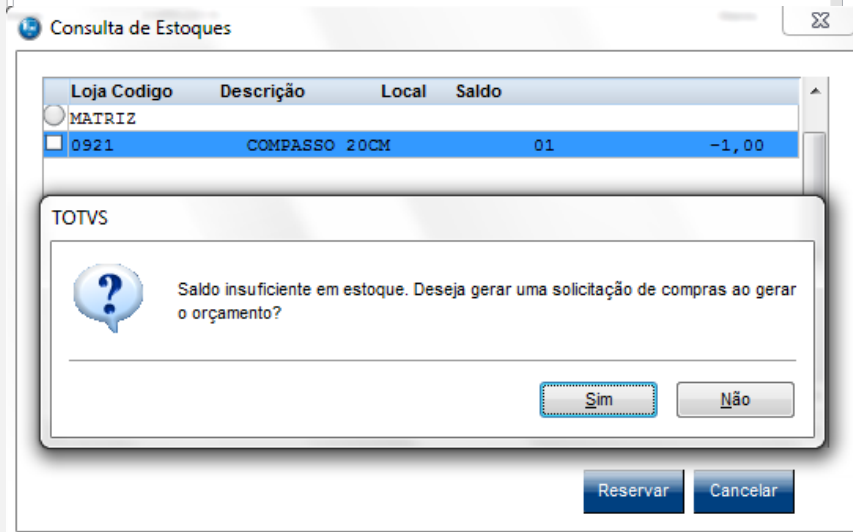 Consulta de Estoques
Loja Codigo Descrição Local Saldo
MATRIZ
0921 COMPASSO 20CM 01 -1,00
TOTVS
Saldo insuficiente em estoque. Deseja gerar uma solicitação de compras ao gerar
o orçamento?
Sim Não
Reservar Cancelar